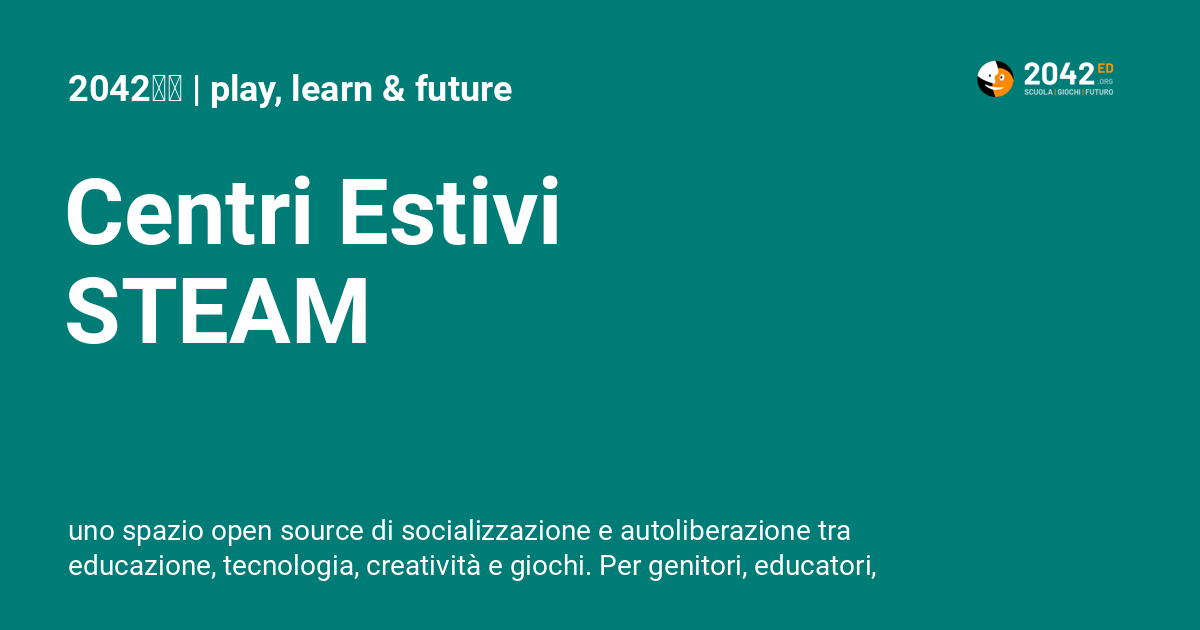 2042 | play, learn & future
2042 ED
.ORG
SCUOLA | GIOCHI | FUTURO
Centri Estivi
STEAM
uno spazio open source di socializzazione e autoliberazione tra
educazione, tecnologia, creatività e giochi. Per genitori, educatori,